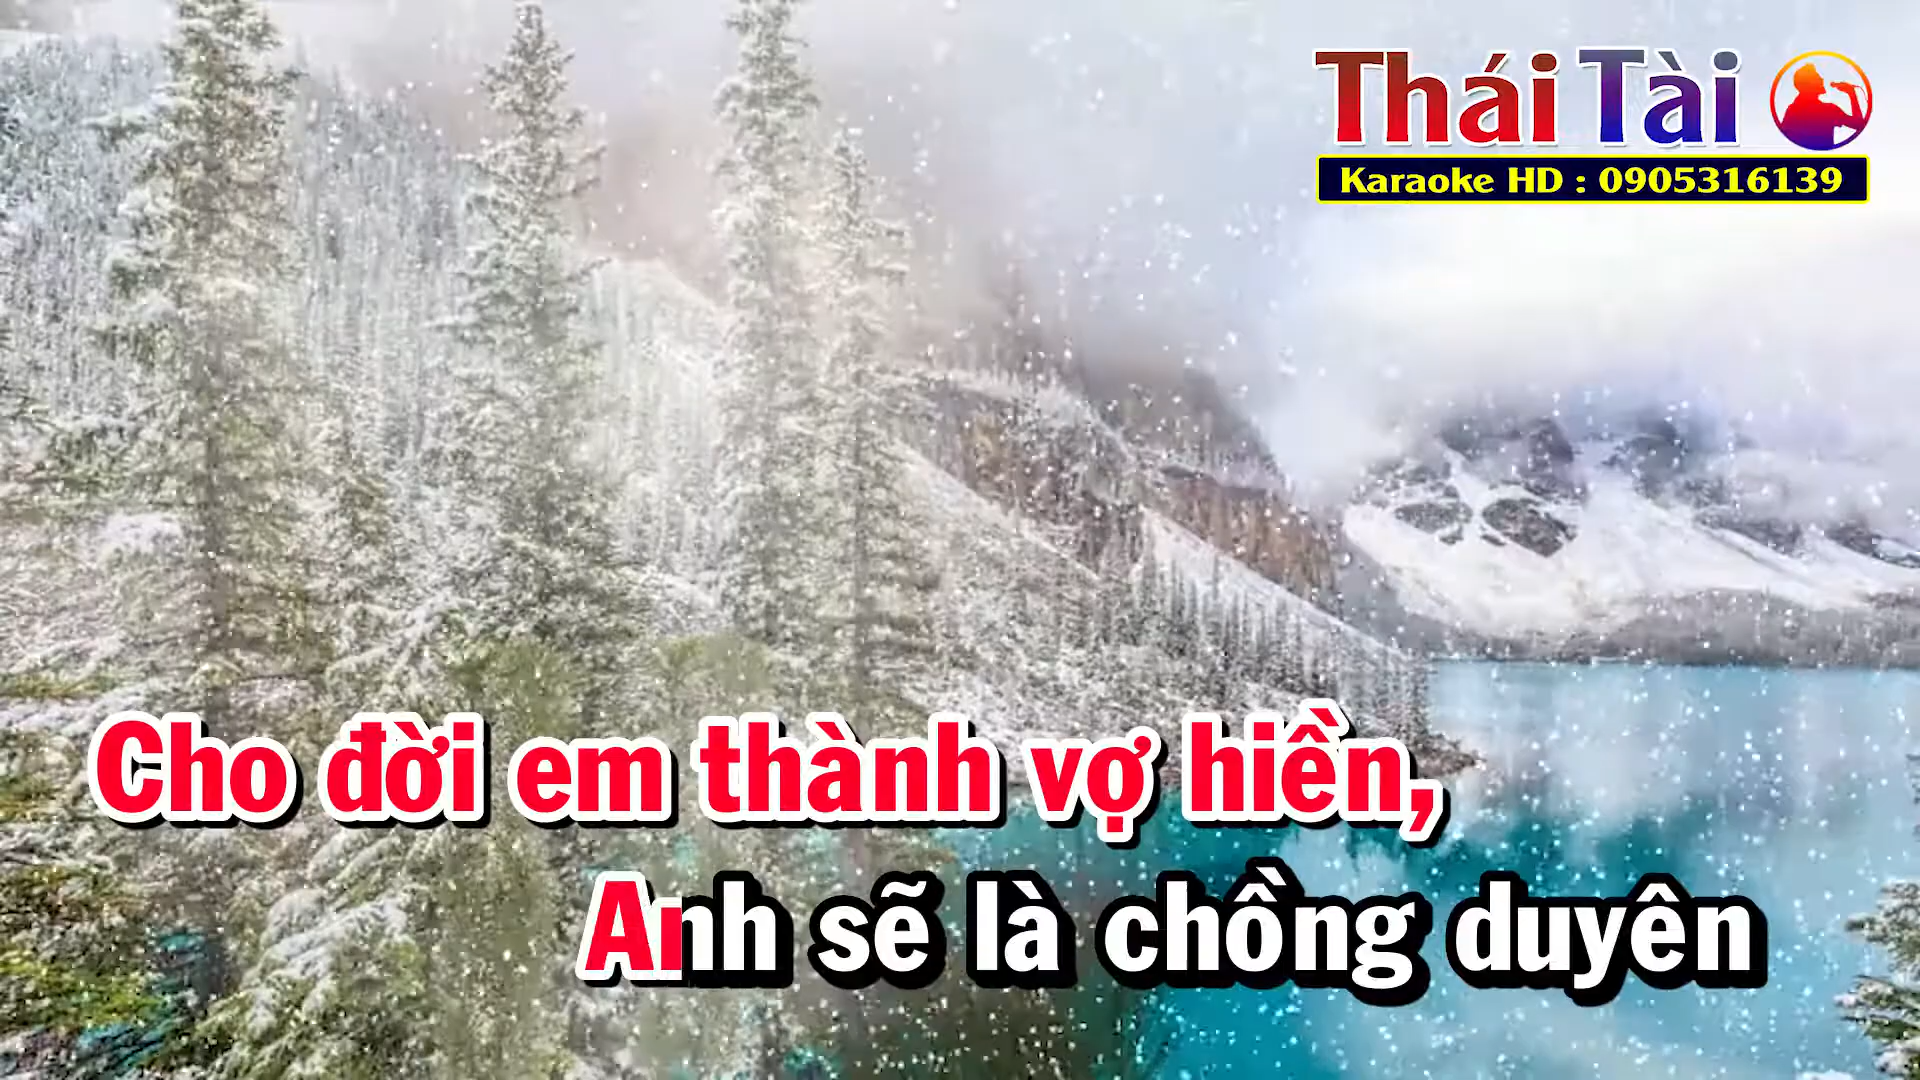 Thái Tài
Karaoke HD : 0905316139
Cho đời em thành vợ hiền,
Anh sẽ là chồng duyên